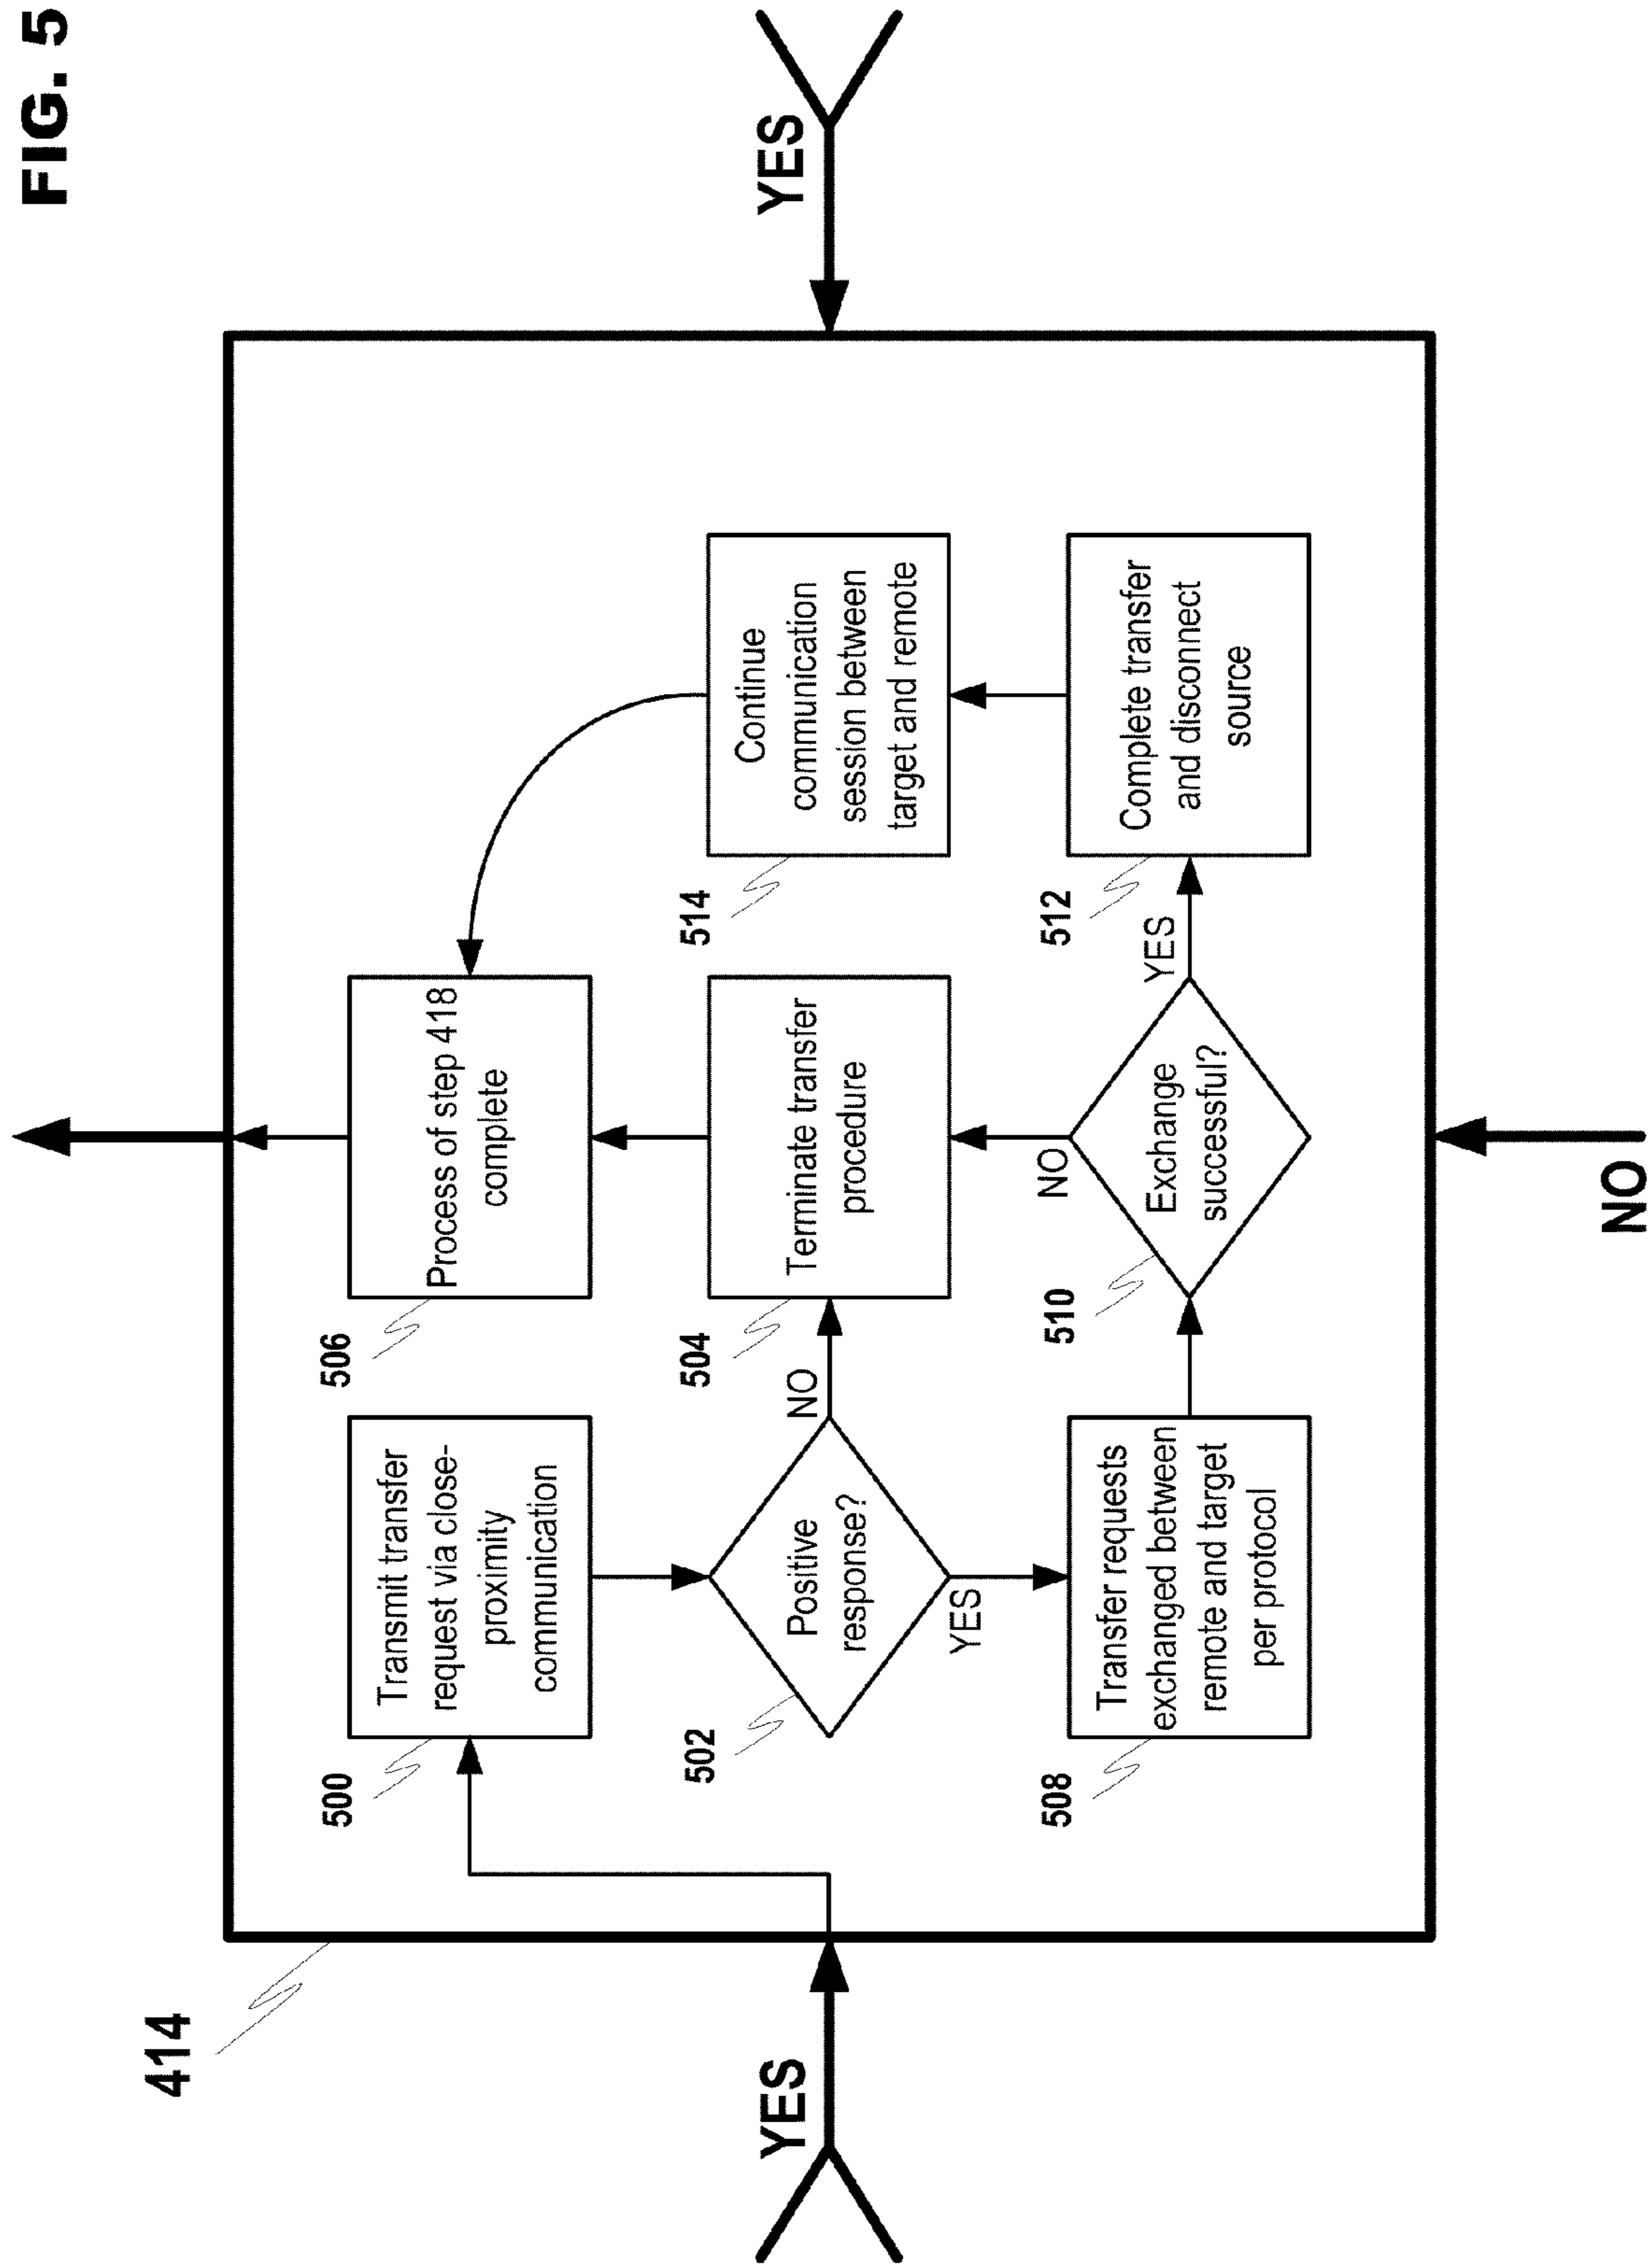 FIG. 5
414
YES
YES
NO
500
Transmit transfer
request via close-
proximity
communication
502
Positive
response?
NO
YES
504
Terminate transfer
procedure
506
Process of step 418
complete
508
Transfer requests
exchanged between
remote and target
per protocol
510
Exchange
successful?
NO
YES
512
Complete transfer
and disconnect
source
514
Continue
communication
session between
target and remote